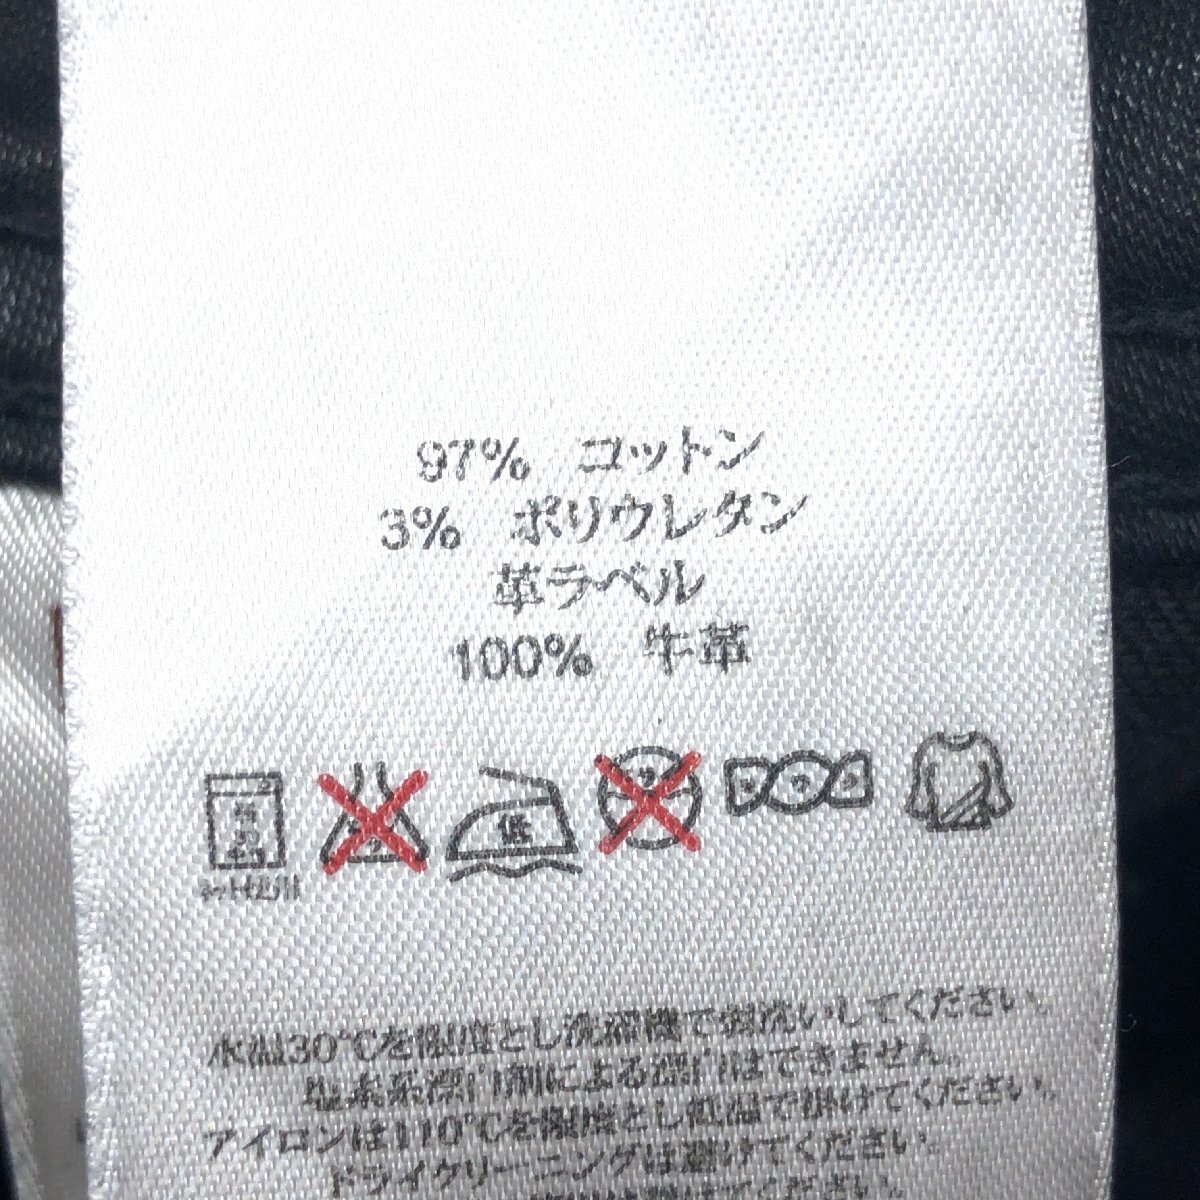 97% コットン
3% ポリウレタン
革ラベル
100% 牛革
低
水温30℃を限度とし洗濯機で弱洗いしてください。
塩素系漂白剤による漂白はできません。
アイロンは110℃を限度とし低温で掛けてください。
ドライクリーニングは避けてください。